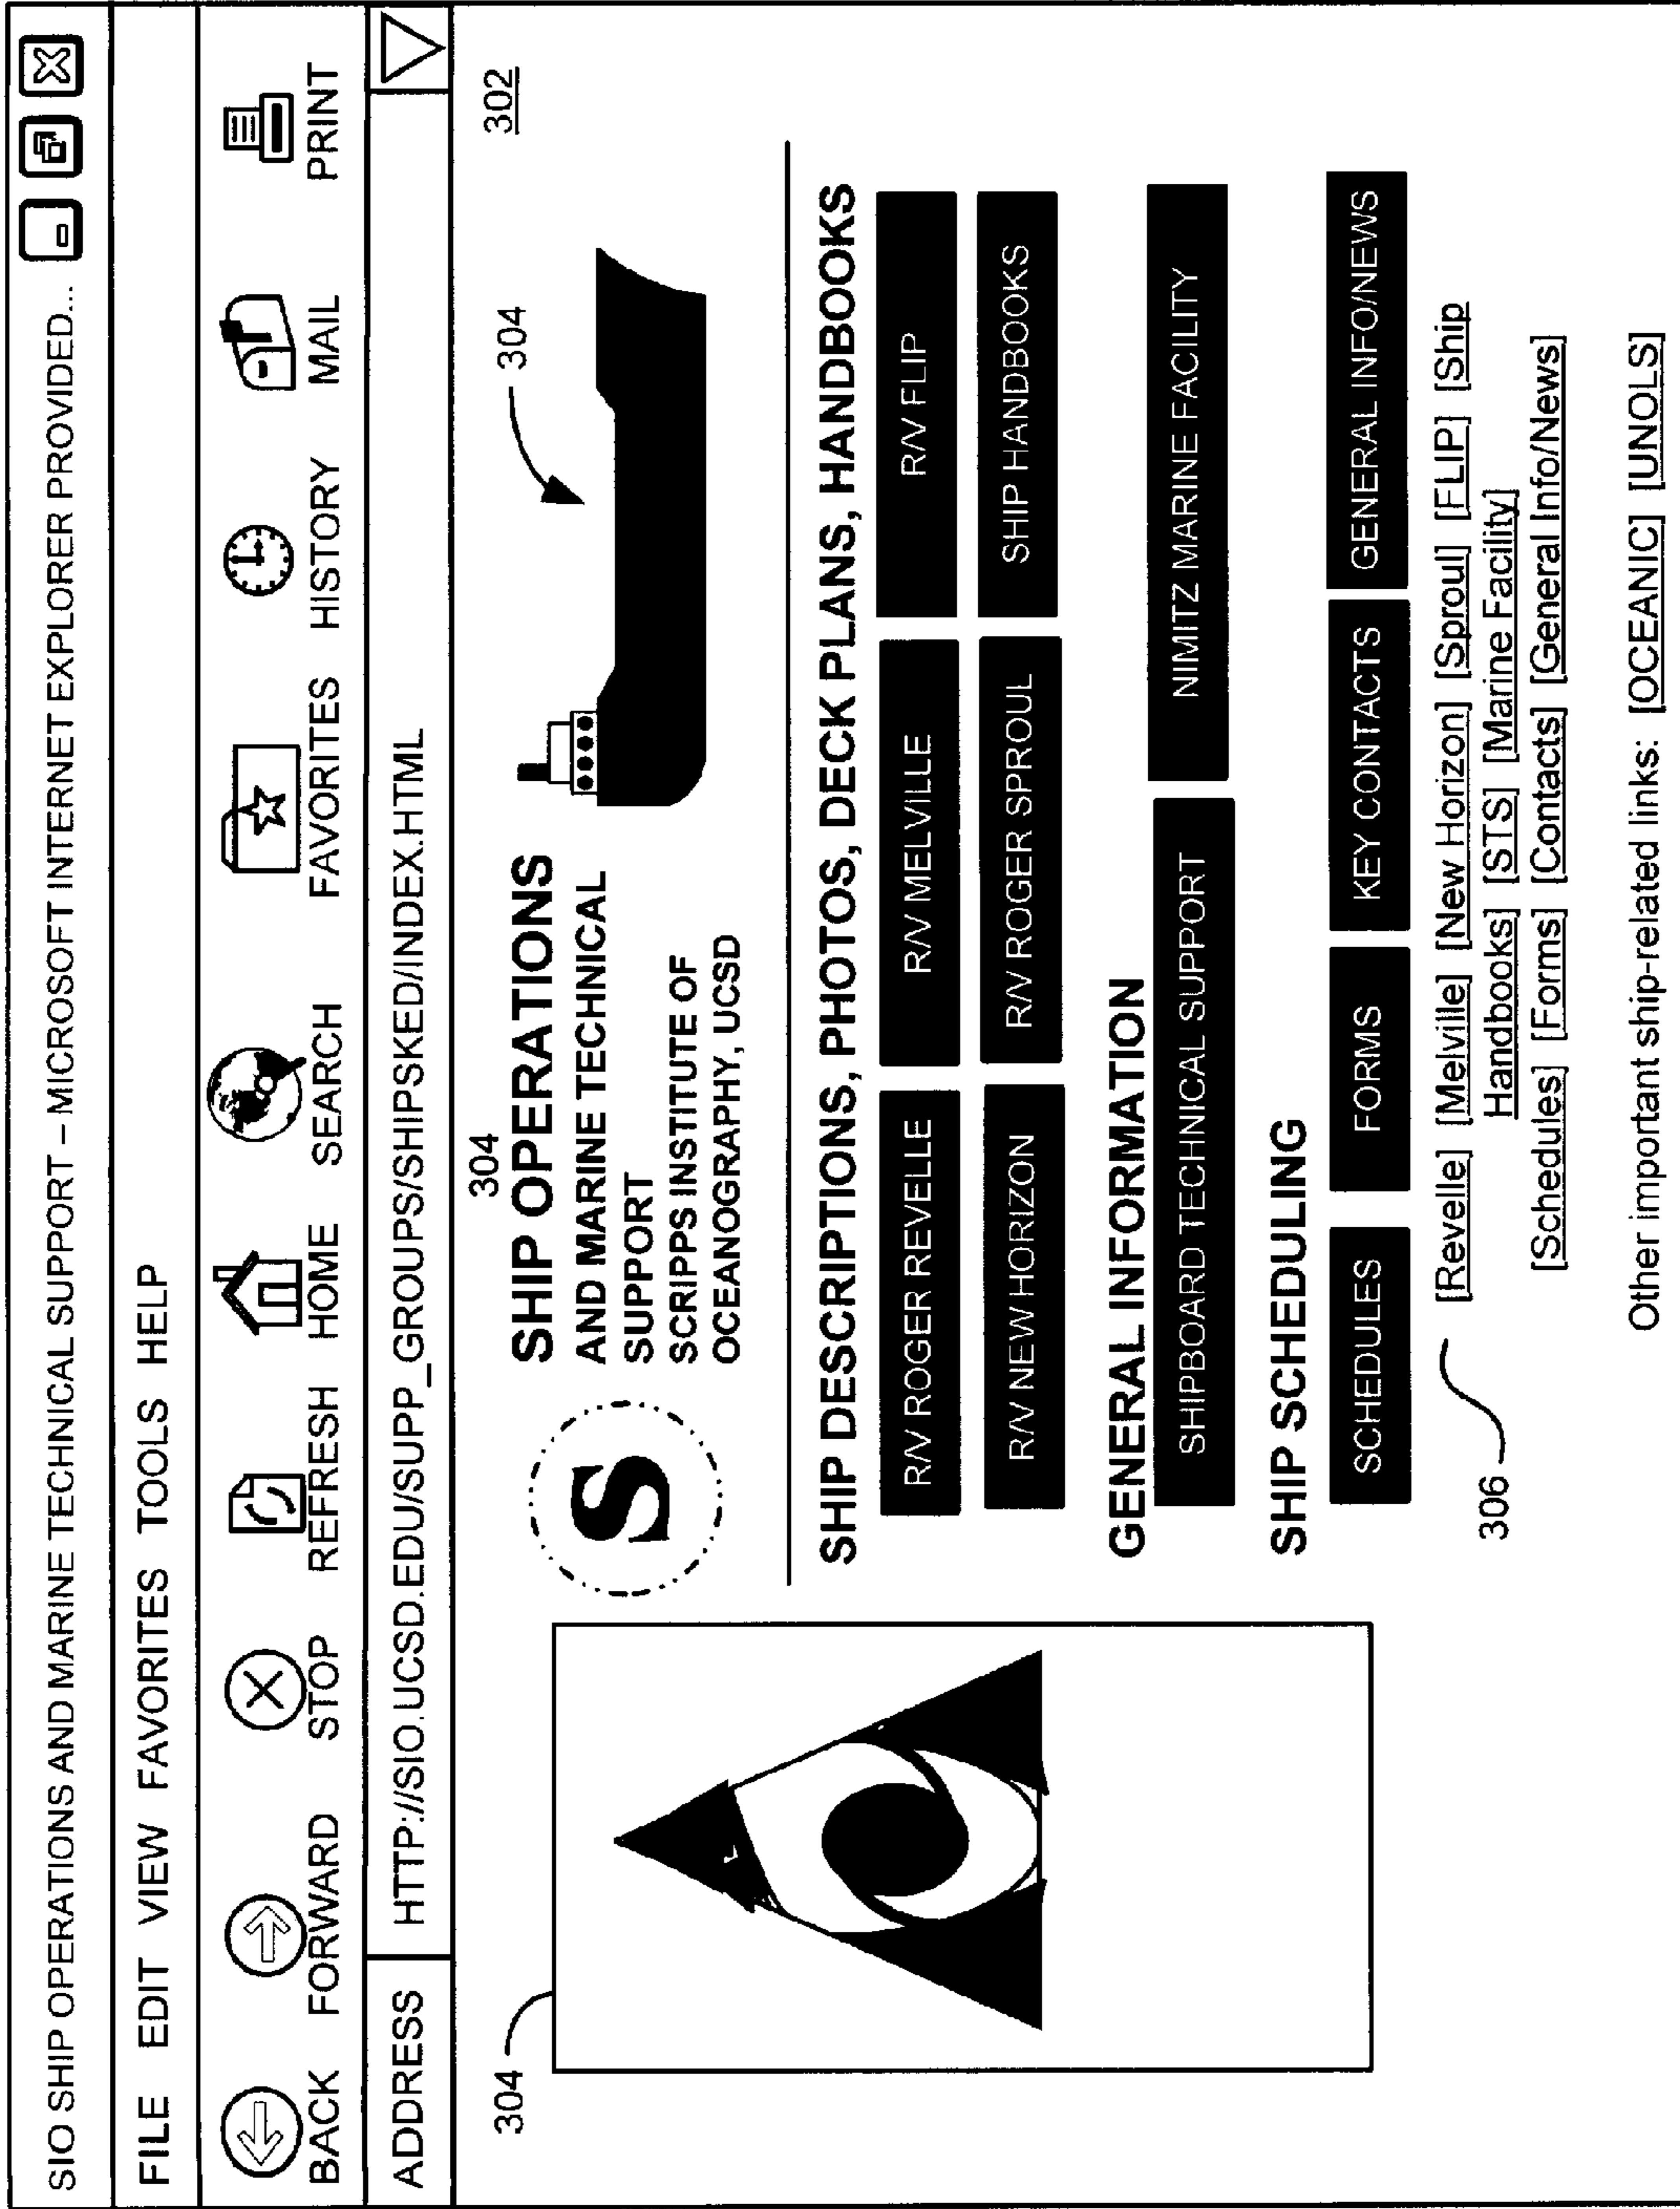 SIO SHIP OPERATIONS AND MARINE TECHNICAL SUPPORT – MICROSOFT INTERNET EXPLORER PROVIDED...
FILE EDIT VIEW FAVORITES TOOLS HELP
BACK FORWARD STOP REFRESH HOME SEARCH FAVORITES HISTORY MAIL PRINT
ADDRESS HTTP://SIO.UCSD.EDU/SUPP_GROUPS/SHIPSKED/INDEX.HTML
302
304
304
304
S
SHIP OPERATIONS
AND MARINE TECHNICAL
SUPPORT
SCRIPPS INSTITUTE OF
OCEANOGRAPHY, UCSD
SHIP DESCRIPTIONS, PHOTOS, DECK PLANS, HANDBOOKS
R/V ROGER REVELLE R/V MELVILLE R/V FLIP
R/V NEW HORIZON R/V ROGER SPROUL SHIP HANDBOOKS
GENERAL INFORMATION
SHIPBOARD TECHNICAL SUPPORT NIMITZ MARINE FACILITY
SHIP SCHEDULING
SCHEDULES FORMS KEY CONTACTS GENERAL INFO/NEWS
306
[Revelle] [Melville] [New Horizon] [Sproul] [FLIP] [Ship
Handbooks] [STS] [Marine Facility]
[Schedules] [Forms] [Contacts] [General Info/News]
Other important ship-related links: [OCEANIC] [UNOLS]